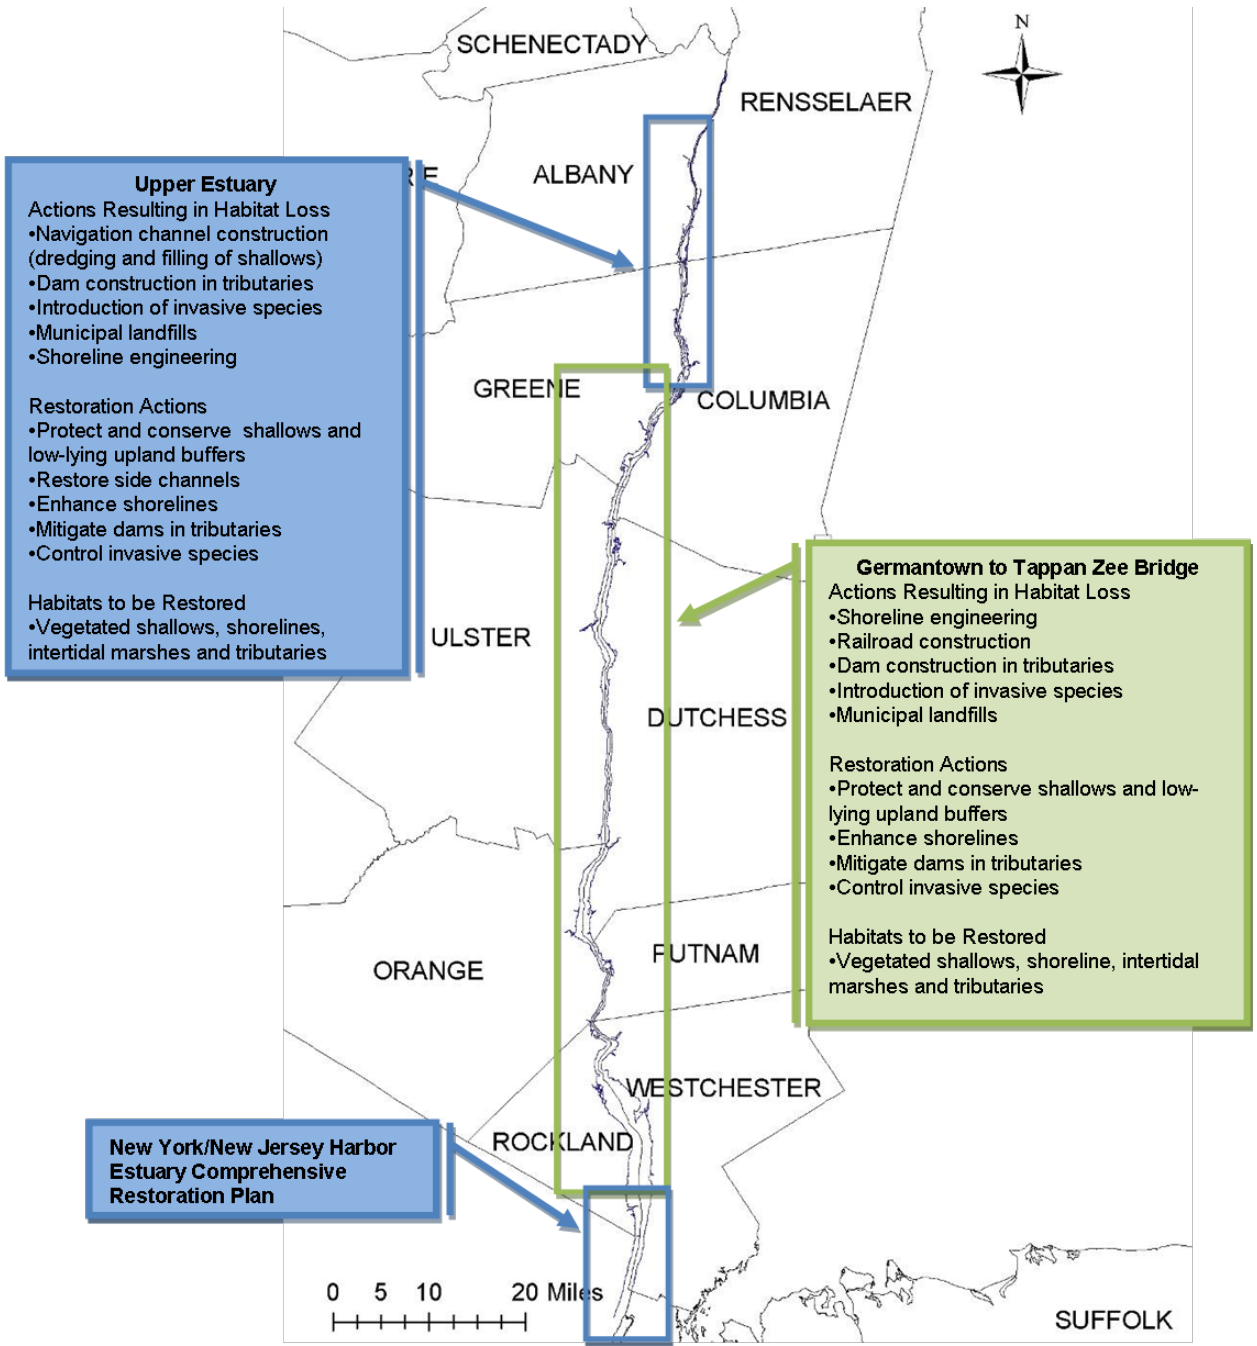 SCHENECTADY
N
RENSSELAER
ALBANY
Upper Estuary
Actions Resulting in Habitat Loss
•Navigation channel construction
(dredging and filling of shallows)
•Dam construction in tributaries
•Introduction of invasive species
•Municipal landfills
•Shoreline engineering
Restoration Actions
•Protect and conserve shallows and
low-lying upland buffers
•Restore side channels
•Enhance shorelines
•Mitigate dams in tributaries
•Control invasive species
Habitats to be Restored
•Vegetated shallows, shorelines,
intertidal marshes and tributaries
GREENE
COLUMBIA
ULSTER
DUTCHESS
Germantown to Tappan Zee Bridge
Actions Resulting in Habitat Loss
•Shoreline engineering
•Railroad construction
•Dam construction in tributaries
•Introduction of invasive species
•Municipal landfills
Restoration Actions
•Protect and conserve shallows and low-
lying upland buffers
•Enhance shorelines
•Mitigate dams in tributaries
•Control invasive species
Habitats to be Restored
•Vegetated shallows, shoreline, intertidal
marshes and tributaries
ORANGE
PUTNAM
WESTCHESTER
ROCKLAND
New York/New Jersey Harbor
Estuary Comprehensive
Restoration Plan
0 5 10 20 Miles
SUFFOLK